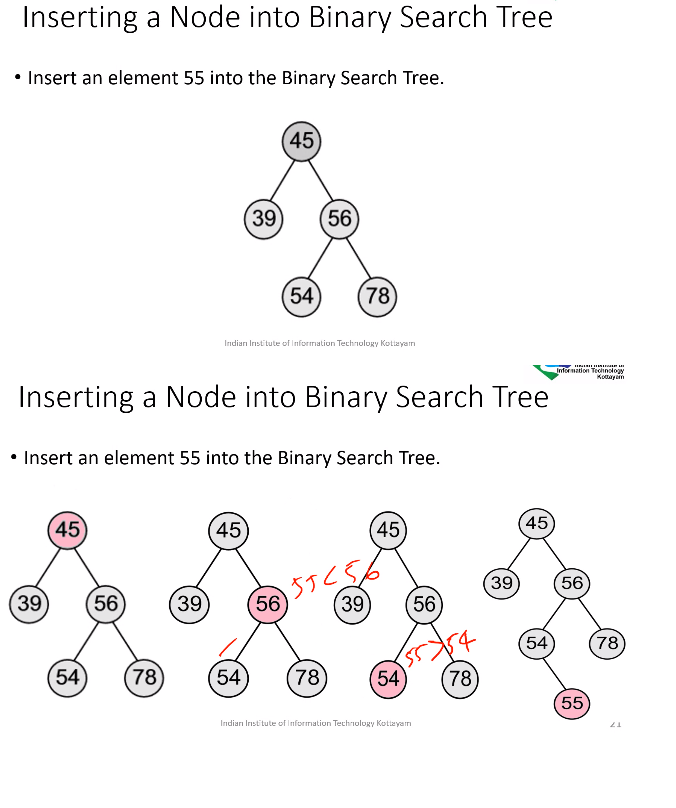 Inserting a Node into Binary Search Tree
• Insert an element 55 into the Binary Search Tree.
45
39 56
54 78
Indian Institute of Information Technology Kottayam
Information Technology
Kottayam
Inserting a Node into Binary Search Tree
• Insert an element 55 into the Binary Search Tree.
45 45 45 45
55<56
39 56 39 56 39 56 39 56
55>54
54 78 54 78 54 78 54 78
55
Indian Institute of Information Technology Kottayam